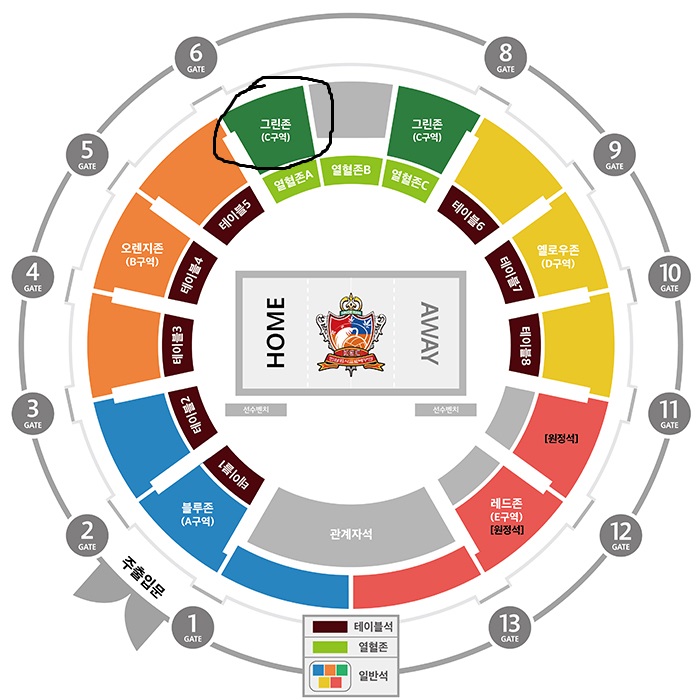 6
GATE
8
GATE
5
GATE
9
GATE
4
GATE
10
GATE
3
GATE
11
GATE
2
GATE
12
GATE
1
GATE
13
GATE
그린존
(C구역)
그린존
(C구역)
열혈존A
열혈존B
열혈존C
테이블5
테이블6
오렌지존
(B구역)
테이블4
테이블7
옐로우존
(D구역)
테이블3
테이블8
HOME
AWAY
선수벤치
선수벤치
테이블2
테이블1
[원정석]
블루존
(A구역)
관계자석
레드존
(E구역)
[원정석]
주출입문
테이블석
열혈존
일반석